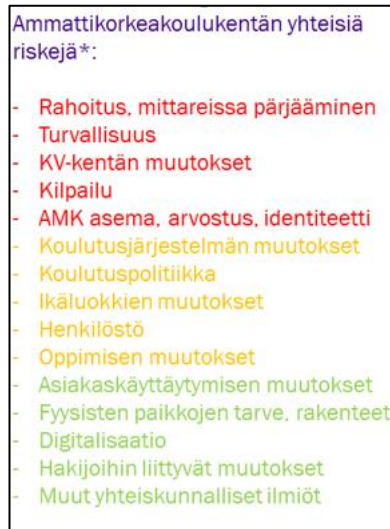 Ammattikorkeakoulukentän yhteisiä
riskejä*:
- Rahoitus, mittareissa pärjääminen
- Turvallisuus
- KV-kentän muutokset
- Kilpailu
- AMK asema, arvostus, identiteetti
- Koulutusjärjestelmän muutokset
- Koulutuspolitiikka
- Ikäluokkien muutokset
- Henkilöstö
- Oppimisen muutokset
- Asiakaskäyttäytymisen muutokset
- Fyysisten paikkojen tarve, rakenteet
- Digitalisaatio
- Hakijoihin liittyvät muutokset
- Muut yhteiskunnalliset ilmiöt